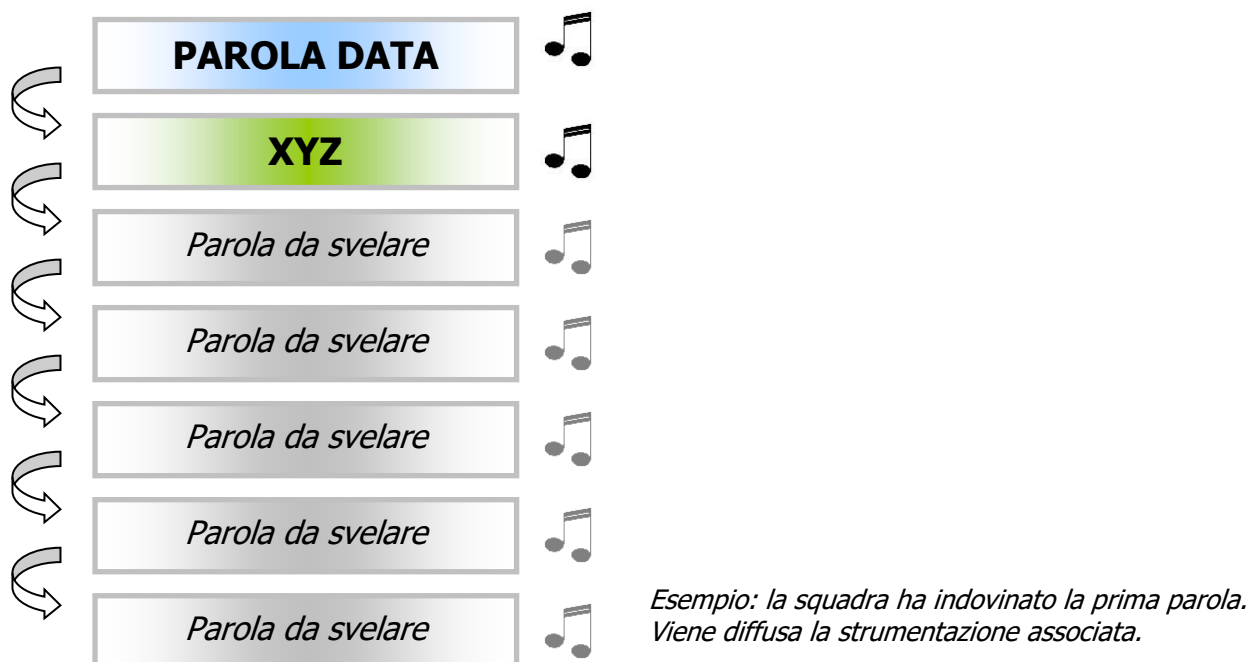 PAROLA DATA
XYZ
Parola da svelare
Parola da svelare
Parola da svelare
Parola da svelare
Parola da svelare
Esempio: la squadra ha indovinato la prima parola.
Viene diffusa la strumentazione associata.